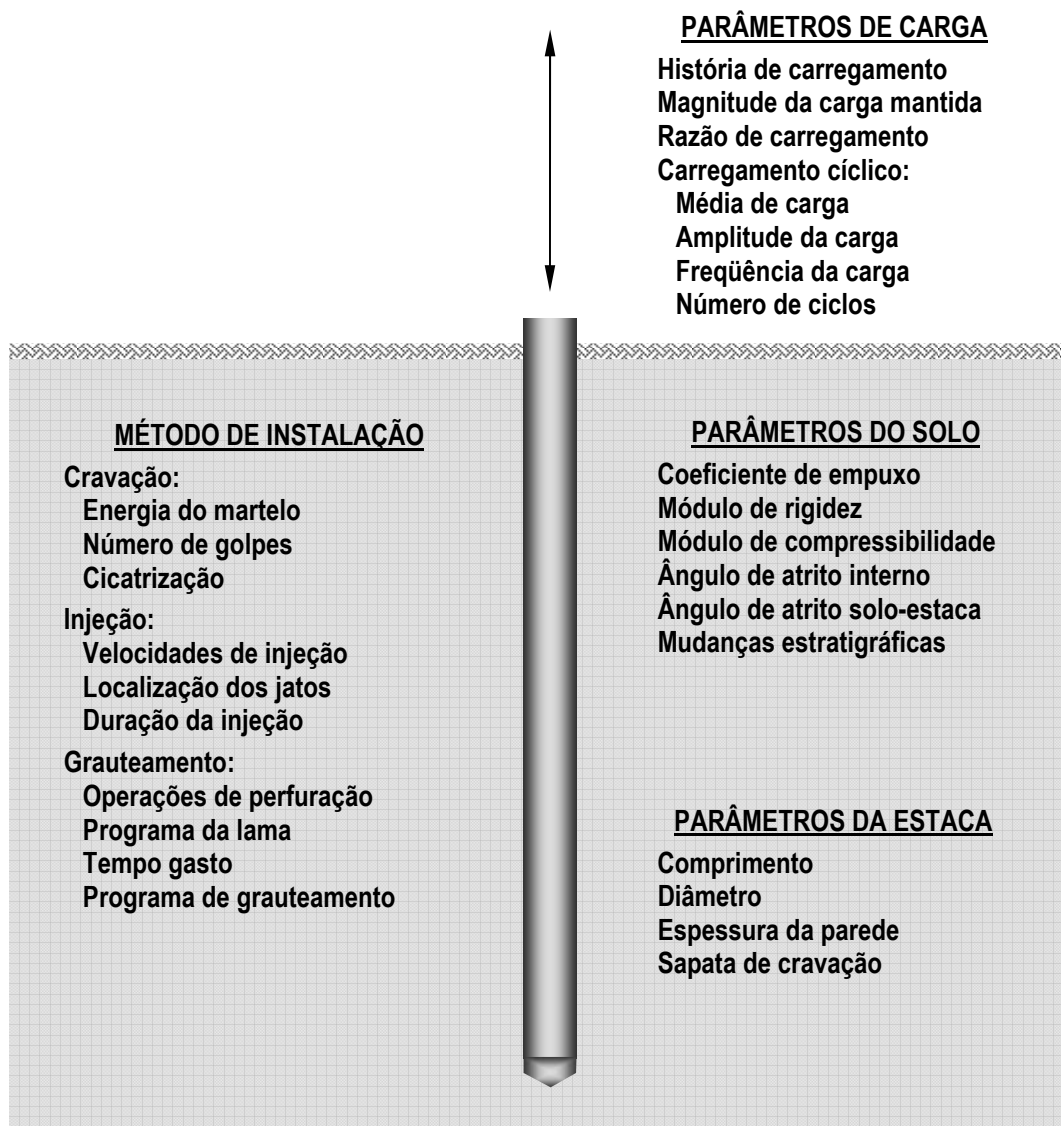 PARÂMETROS DE CARGA
História de carregamento
Magnitude da carga mantida
Razão de carregamento
Carregamento cíclico:
Média de carga
Amplitude da carga
Freqüência da carga
Número de ciclos
MÉTODO DE INSTALAÇÃO
Cravação:
Energia do martelo
Número de golpes
Cicatrização
Injeção:
Velocidades de injeção
Localização dos jatos
Duração da injeção
Grauteamento:
Operações de perfuração
Programa da lama
Tempo gasto
Programa de grauteamento
PARÂMETROS DO SOLO
Coeficiente de empuxo
Módulo de rigidez
Módulo de compressibilidade
Ângulo de atrito interno
Ângulo de atrito solo-estaca
Mudanças estratigráficas
PARÂMETROS DA ESTACA
Comprimento
Diâmetro
Espessura da parede
Sapata de cravação